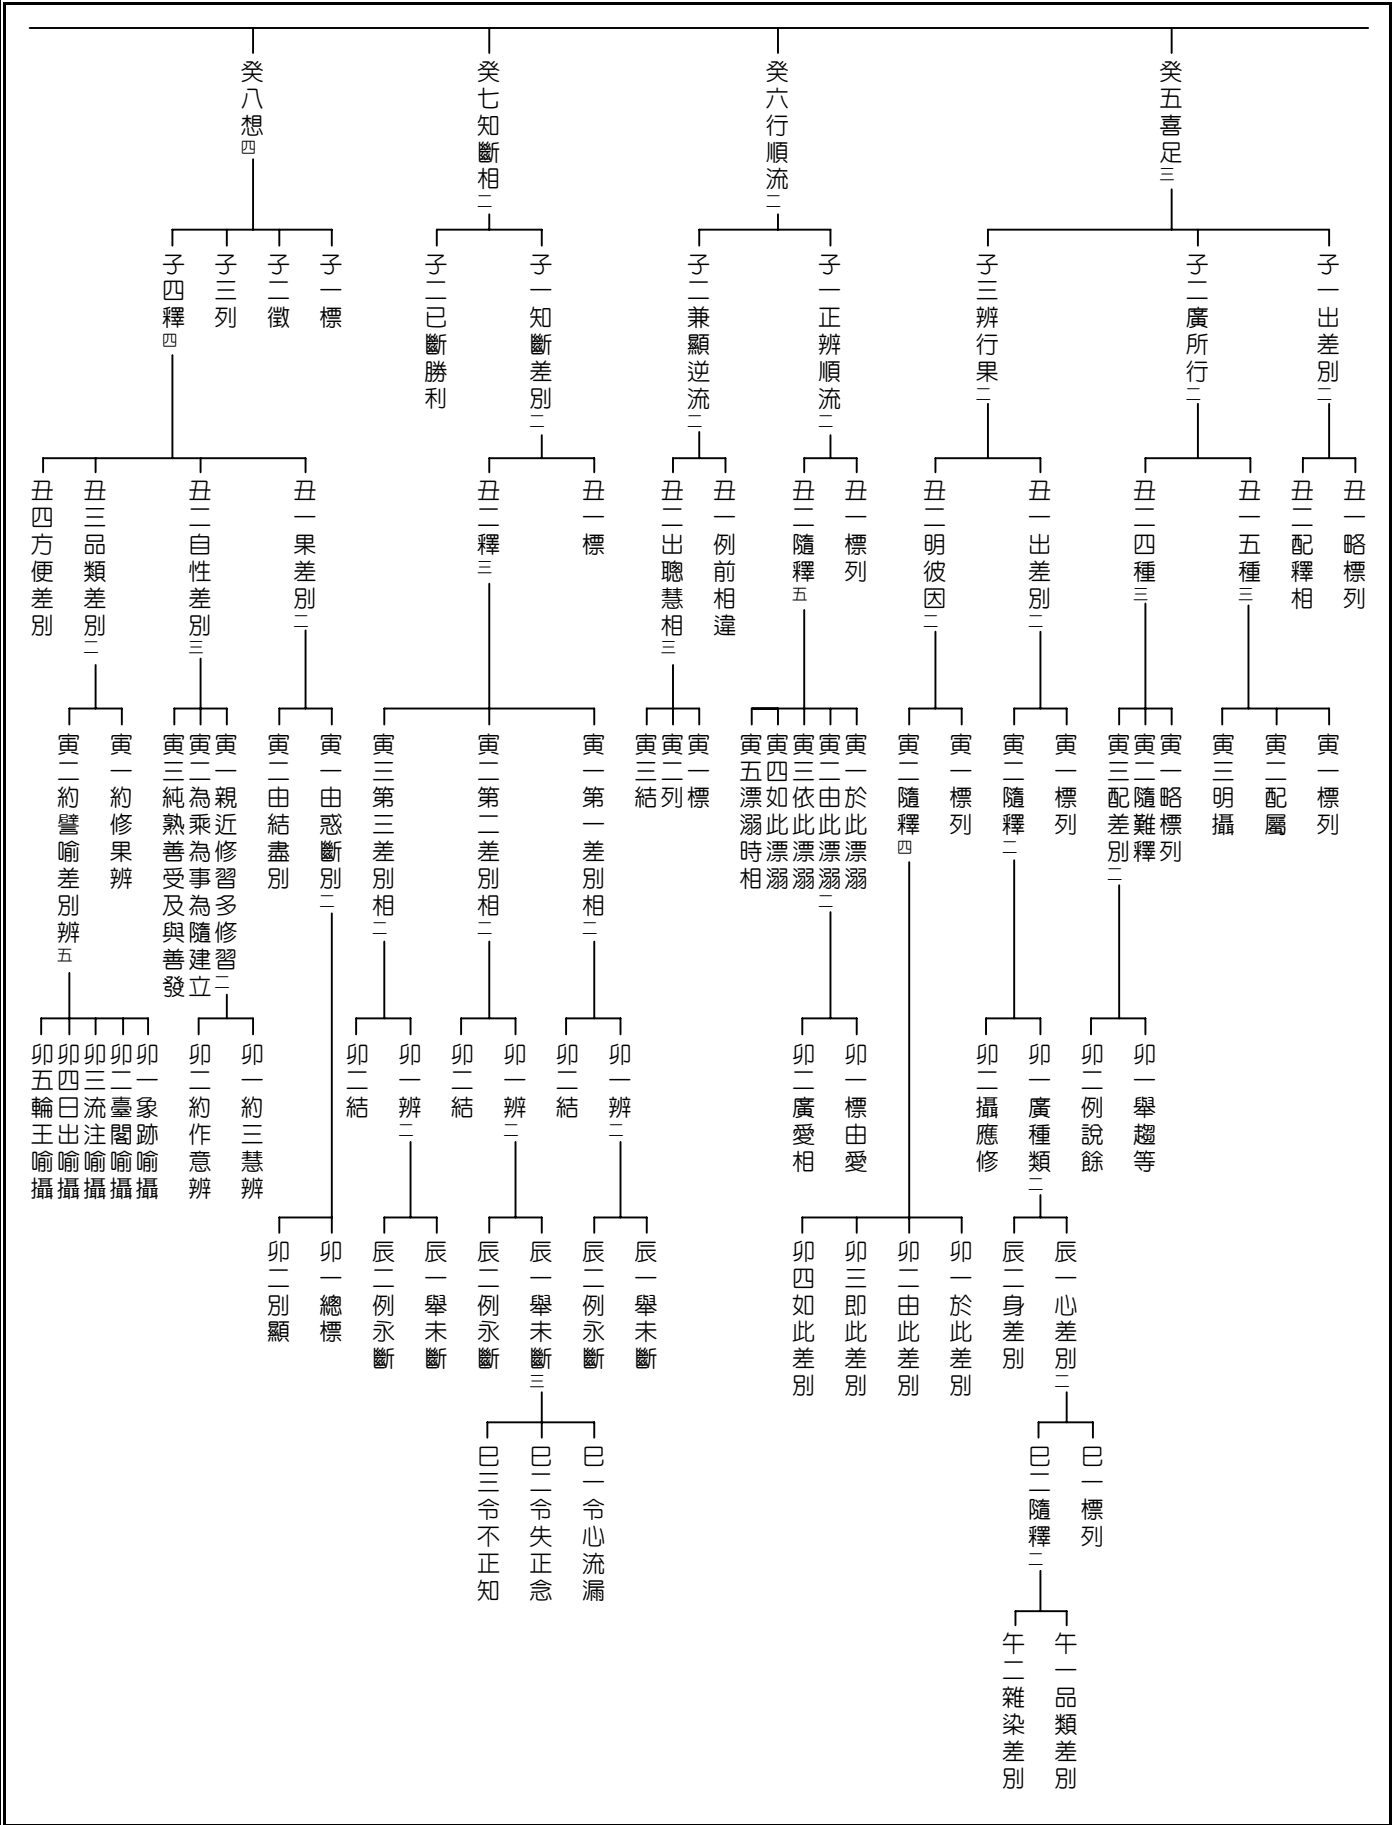 癸五喜足三
癸六行順流二
癸七知斷相二
癸八想四
子一出差別二
子二廣所行二
子三辨行果二
子一正辨順流二
子二兼顯逆流二
子一知斷差別二
子二已斷勝利
子一標
子二徵
子三列
子四釋四
丑一略標列
丑二配釋相
丑一五種三
丑二四種三
丑一出差別二
丑二明彼因二
丑一標列
丑二隨釋五
丑一例前相違
丑二出聰慧相三
丑一標
丑二釋三
丑一果差別二
丑二自性差別三
丑三品類差別二
丑四方便差別
寅一標列
寅二配屬
寅三明攝
寅一略標列
寅二隨難釋
寅三配差別二
寅一標列
寅二隨釋二
寅一標列
寅二隨釋四
寅一於此漂溺
寅二由此漂溺二
寅三依此漂溺
寅四如此漂溺
寅五漂溺時相
寅一標
寅二列
寅三結
寅一第一差別相二
寅二第二差別相二
寅三第三差別相二
寅一由惑斷別二
寅二由結盡別
寅一親近修習多修習二
寅二為乘為事為隨建立
寅三純熟善受及與善發
寅一約修果辨
寅二約譬喻差別辨五
卯一舉趨等
卯二例說餘
卯一廣種類二
卯二攝應修
卯一標由愛
卯二廣愛相
卯一辨二
卯二結
卯一辨二
卯二結
卯一辨二
卯二結
卯一約三慧辨
卯二約作意辨
卯一象跡喻攝
卯二臺閣喻攝
卯三流注喻攝
卯四日出喻攝
卯五輪王喻攝
辰一心差別二
辰二身差別
卯一於此差別
卯二由此差別
卯三即此差別
卯四如此差別
辰一舉未斷
辰二例永斷
辰一舉未斷三
辰二例永斷
辰一舉未斷
辰二例永斷
卯一總標
卯二別顯
巳一標列
巳二隨釋二
巳一令心流漏
巳二令失正念
巳三令不正知
午一品類差別
午二雜染差別